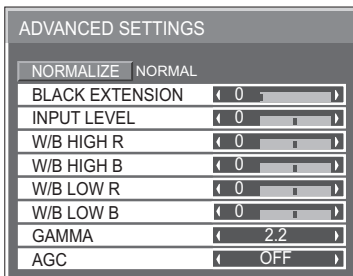 ADVANCED SETTINGS
NORMALIZE NORMAL
BLACK EXTENSION 0
INPUT LEVEL 0
W/B HIGH R 0
W/B HIGH B 0
W/B LOW R 0
W/B LOW B 0
GAMMA 2.2
AGC OFF